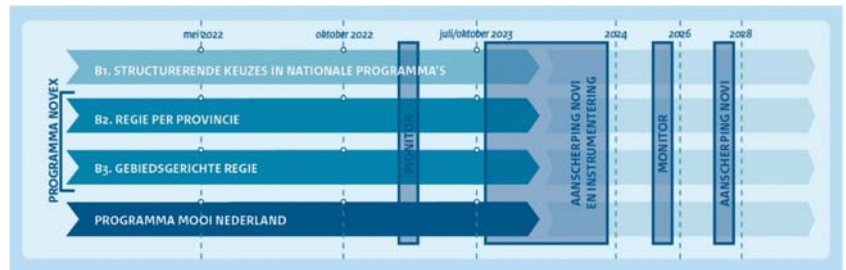 mei 2022
oktober 2022
juli/oktober 2023
2024
2026
2028
PROGRAMMA NOVEX
B1. STRUCTURERENDE KEUZES IN NATIONALE PROGRAMMA'S
B2. REGIE PER PROVINCIE
B3. GEBIEDSGERICHTE REGIE
PROGRAMMA MOOI NEDERLAND
MONITOR
AANSCHERPING NOVI
EN INSTRUMENTERING
MONITOR
AANSCHERPING NOVI